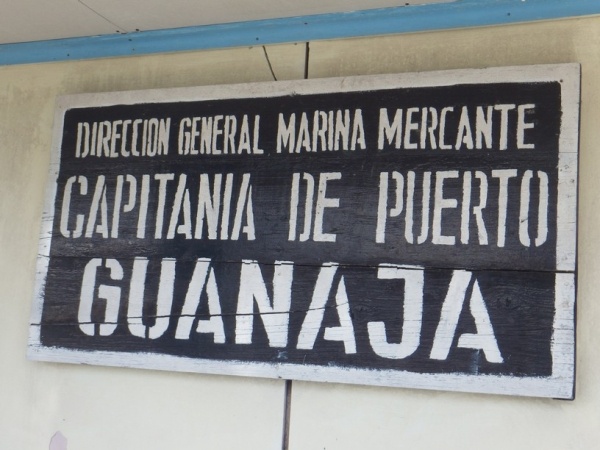 DIRECCION GENERAL MARINA MERCANTE
CAPITANIA DE PUERTO
GUANAJA